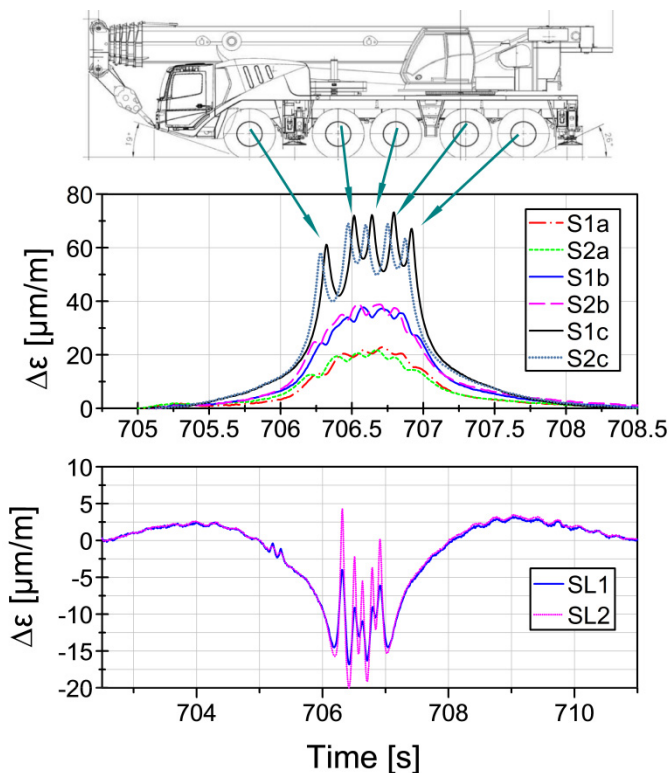 19°
26°
80
60
40
20
0
Δε [µm/m]
S1a
S2a
S1b
S2b
S1c
S2c
705 705.5 706 706.5 707 707.5 708 708.5
10
5
0
-5
-10
-15
-20
Δε [µm/m]
SL1
SL2
704 706 708 710
Time [s]